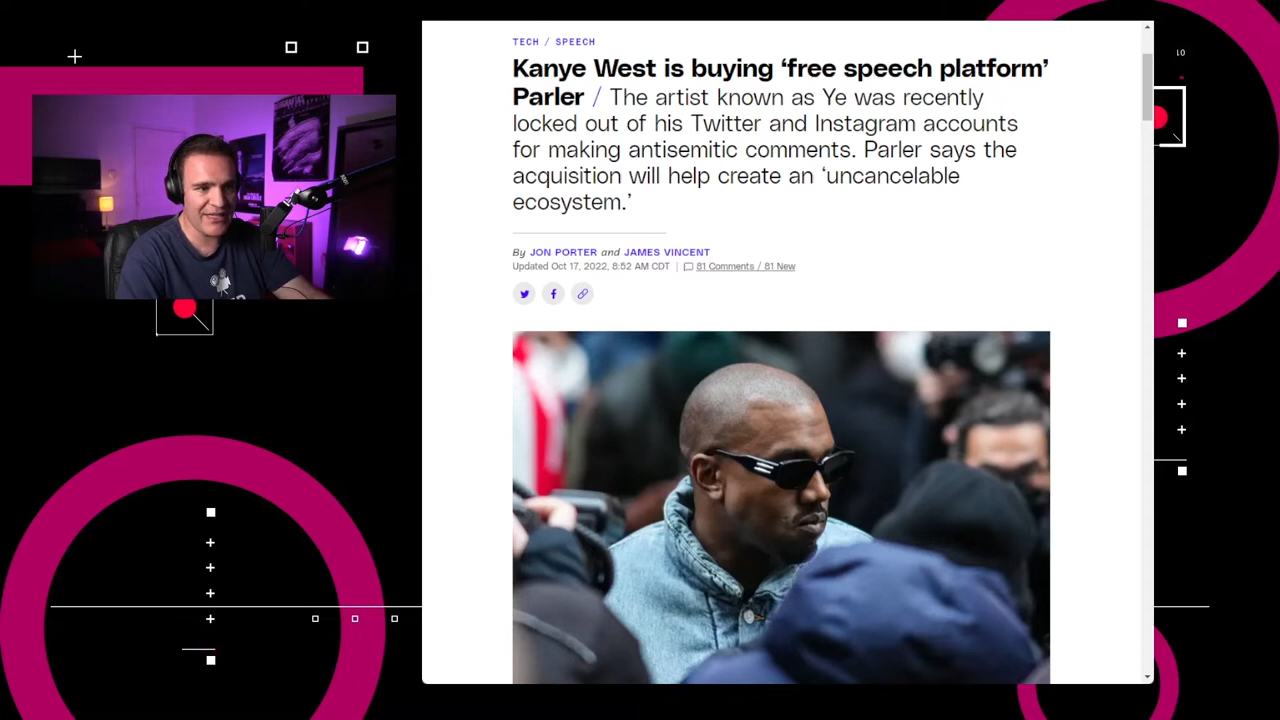 TECH / SPEECH
Kanye West is buying ‘free speech platform’
Parler / The artist known as Ye was recently
locked out of his Twitter and Instagram accounts
for making antisemitic comments. Parler says the
acquisition will help create an ‘uncancelable
ecosystem.’
By JON PORTER and JAMES VINCENT
Updated Oct 17, 2022, 8:52 AM CDT | 81 Comments / 81 New
01